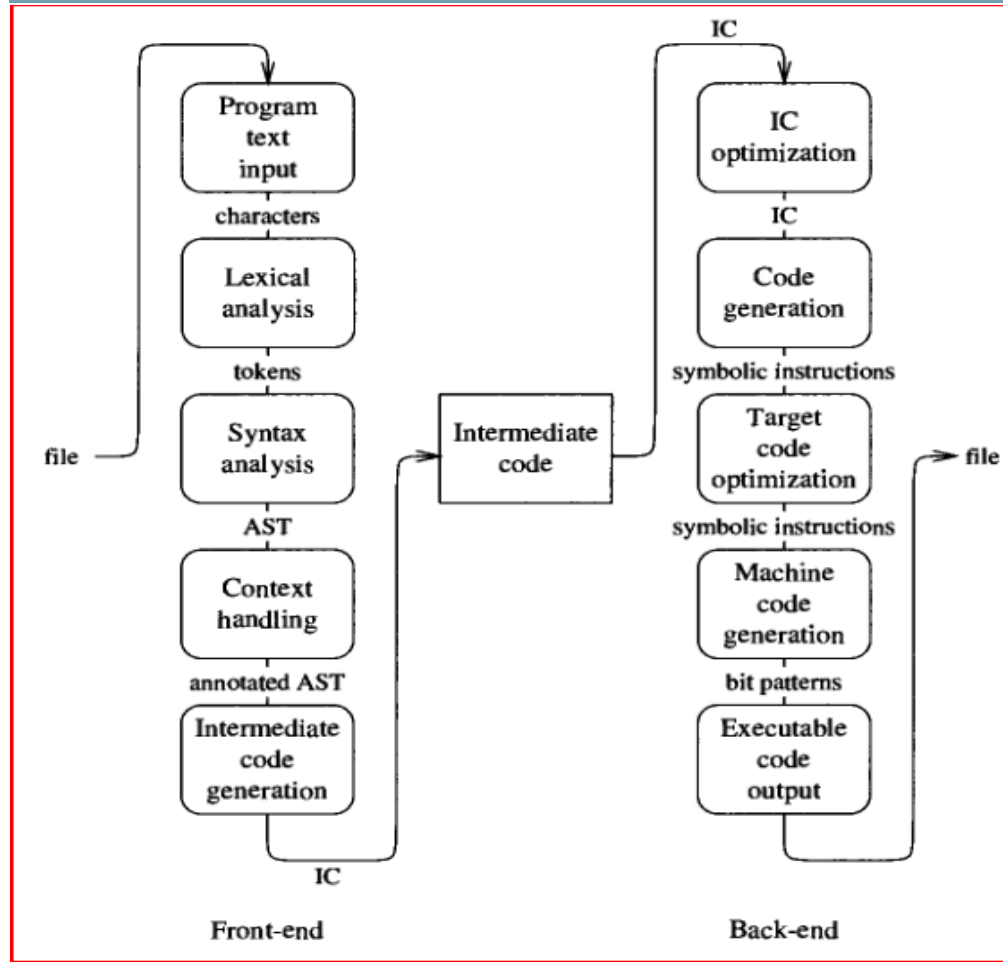 file
Program
text
input
characters
Lexical
analysis
tokens
Syntax
analysis
AST
Context
handling
annotated AST
Intermediate
code
generation
IC
Front-end
Intermediate
code
IC
IC
optimization
IC
Code
generation
symbolic instructions
Target
code
optimization
symbolic instructions
Machine
code
generation
bit patterns
Executable
code
output
file
Back-end